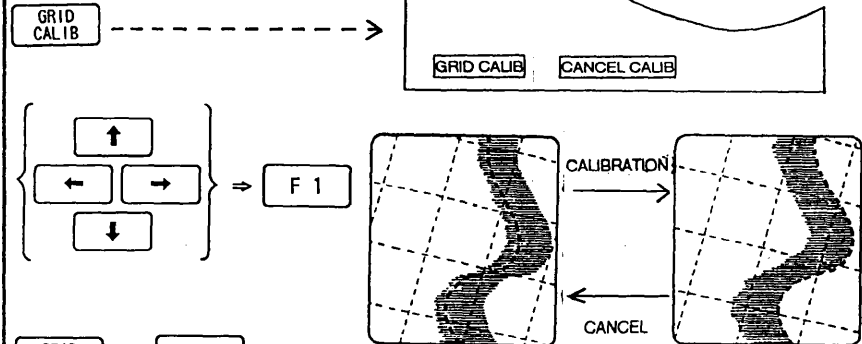 GRID
CALIB
GRID CALIB CANCEL CALIB
↑
← → ⇒ F 1
↓
CALIBRATION
CANCEL